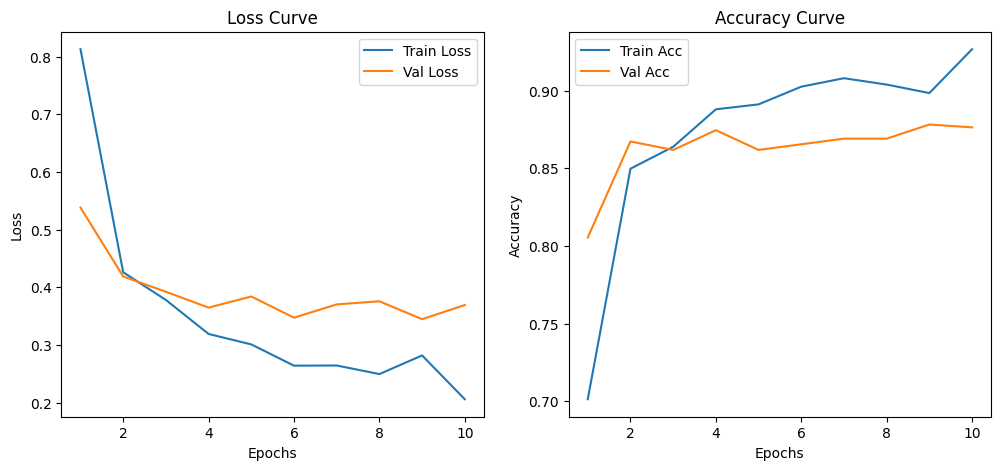 Loss Curve
Train Loss
Val Loss
0.8
0.7
0.6
0.5
0.4
0.3
0.2
Loss
2 4 6 8 10
Epochs
Accuracy Curve
Train Acc
Val Acc
0.90
0.85
0.80
0.75
0.70
Accuracy
2 4 6 8 10
Epochs